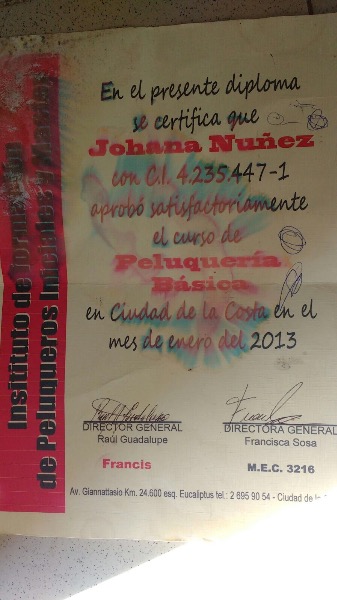 Instituto de Formación
de Peluqueros Iniciales y Master
En el presente diploma
se certifica que
Johana Nuñez
con C.I. 4.235.447-1
aprobó satisfactoriamente
el curso de
Peluquería
Básica
en Ciudad de la Costa en el
mes de enero del 2013
DIRECTOR GENERAL
Raúl Guadalupe
DIRECTORA GENERAL
Francisca Sosa
Francis
M.E.C. 3216
Av. Giannattasio Km. 24.600 esq. Eucaliptus tel.: 2 695 90 54 - Ciudad de la